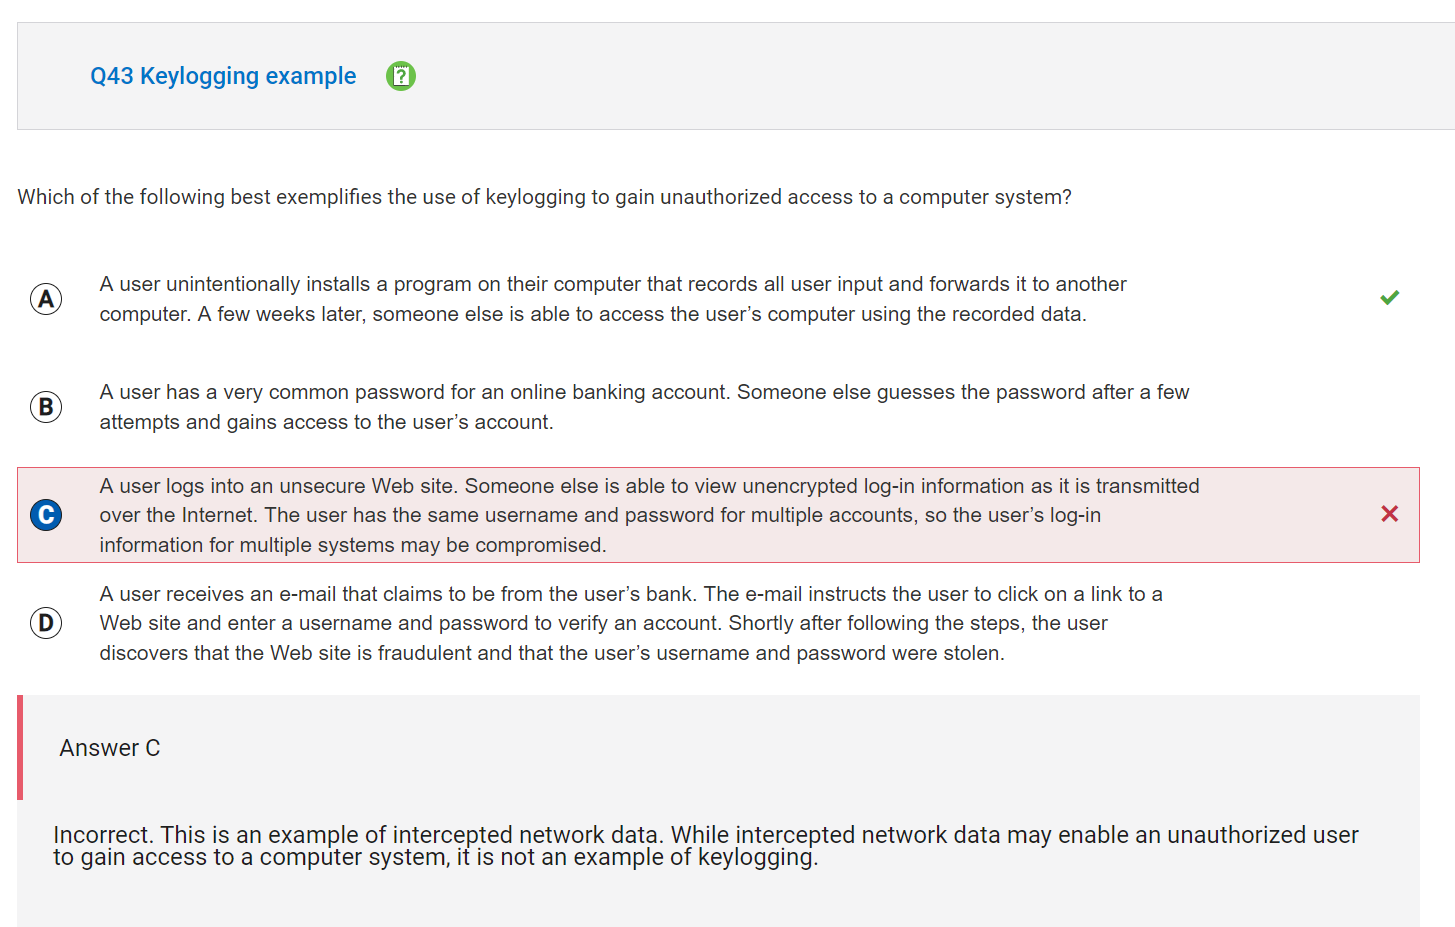 Q43 Keylogging example
Which of the following best exemplifies the use of keylogging to gain unauthorized access to a computer system?
A
A user unintentionally installs a program on their computer that records all user input and forwards it to another
computer. A few weeks later, someone else is able to access the user’s computer using the recorded data.
B
A user has a very common password for an online banking account. Someone else guesses the password after a few
attempts and gains access to the user’s account.
C
A user logs into an unsecure Web site. Someone else is able to view unencrypted log-in information as it is transmitted
over the Internet. The user has the same username and password for multiple accounts, so the user’s log-in
information for multiple systems may be compromised.
D
A user receives an e-mail that claims to be from the user’s bank. The e-mail instructs the user to click on a link to a
Web site and enter a username and password to verify an account. Shortly after following the steps, the user
discovers that the Web site is fraudulent and that the user’s username and password were stolen.
Answer C
Incorrect. This is an example of intercepted network data. While intercepted network data may enable an unauthorized user
to gain access to a computer system, it is not an example of keylogging.